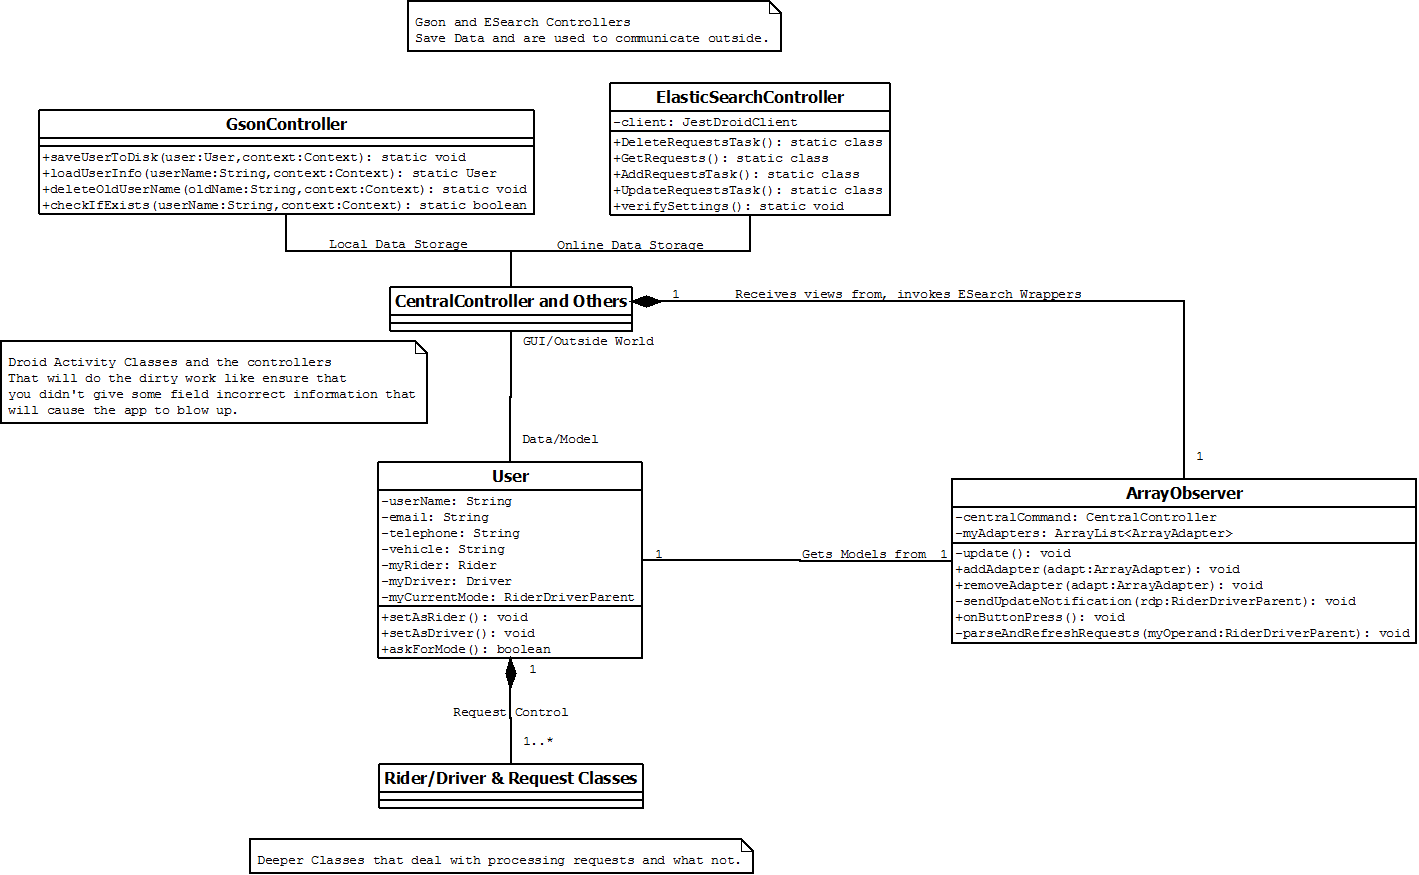 Gson and ESearch Controllers
Save Data and are used to communicate outside.
GsonController
+saveUserToDisk(user:User,context:Context): static void
+loadUserInfo(userName:String,context:Context): static User
+deleteOldUserName(oldName:String,context:Context): static void
+checkIfExists(userName:String,context:Context): static boolean
ElasticSearchController
-client: JestDroidClient
+DeleteRequestsTask(): static class
+GetRequests(): static class
+AddRequestsTask(): static class
+UpdateRequestsTask(): static class
+verifySettings(): static void
Local Data Storage
Online Data Storage
CentralController and Others
1
Receives views from, invokes ESearch Wrappers
GUI/Outside World
Droid Activity Classes and the controllers
That will do the dirty work like ensure that
you didn't give some field incorrect information that
will cause the app to blow up.
Data/Model
1
User
-userName: String
-email: String
-telephone: String
-vehicle: String
-myRider: Rider
-myDriver: Driver
-myCurrentMode: RiderDriverParent
+setAsRider(): void
+setAsDriver(): void
+askForMode(): boolean
1
Gets Models from
1
ArrayObserver
-centralCommand: CentralController
-myAdapters: ArrayList<ArrayAdapter>
-update(): void
+addAdapter(adapt:ArrayAdapter): void
+removeAdapter(adapt:ArrayAdapter): void
-sendUpdateNotification(rdp:RiderDriverParent): void
+onButtonPress(): void
-parseAndRefreshRequests(myOperand:RiderDriverParent): void
1
Request Control
1..*
Rider/Driver & Request Classes
Deeper Classes that deal with processing requests and what not.